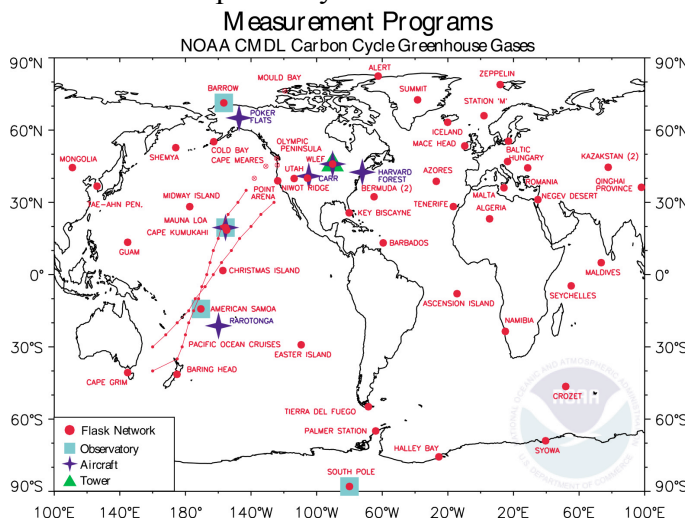 Measurement Programs
NOAA CMDL Carbon Cycle Greenhouse Gases
90°N
60°N
30°N
0°
30°S
60°S
90°S
90°N
60°N
30°N
0°
30°S
60°S
90°S
ALERT
ZEPPELIN
MOULD BAY
BARROW
SUMMIT
STATION 'M'
POKER
FLATS
ICELAND
OLYMPIC
PENINSULA
MACE HEAD
COLD BAY
BALTIC
SHEMYA
CAPE MEARES
WLEF
HUNGARY
MONGOLIA
UTAH
CARR
HARVARD
FOREST
KAZAKHSTAN (2)
AZORES
ROMANIA
QINGHAI
PROVINCE
TAE-AHN PEN.
POINT
ARENA
NIWOT RIDGE
BERMUDA (2)
MALTA
NEGEV DESERT
MIDWAY ISLAND
KEY BISCAYNE
TENERIFE
ALGERIA
MAUNA LOA
CAPE KUMUKAHI
GUAM
BARBADOS
CHRISTMAS ISLAND
MALDIVES
ASCENSION ISLAND
SEYCHELLES
AMERICAN SAMOA
RAROTONGA
NAMIBIA
PACIFIC OCEAN CRUISES
EASTER ISLAND
CAPE GRIM
BARING HEAD
CROZET
TIERRA DEL FUEGO
PALMER STATION
HALLEY BAY
SYOWA
SOUTH POLE
Flask Network
Observatory
Aircraft
Tower
NOAA
100°E
140°E
180°
140°W
100°W
60°W
20°W
20°E
60°E
100°E